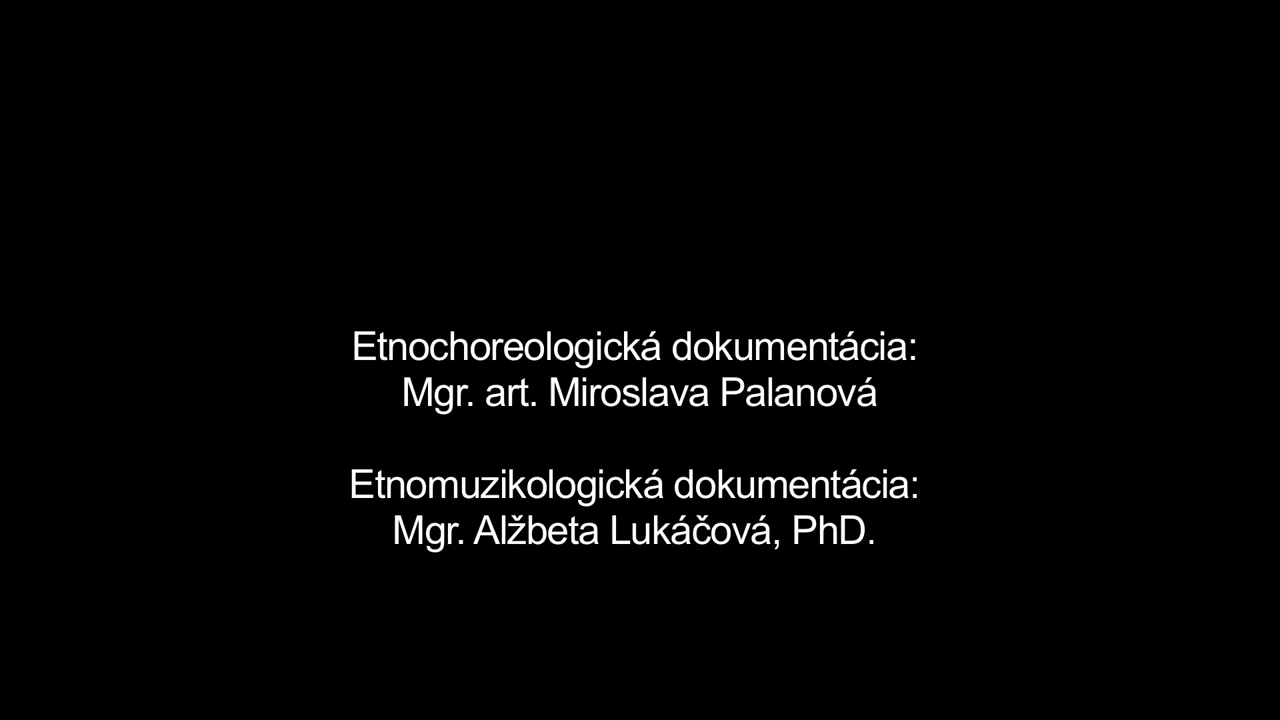 Etnochoreologická dokumentácia:
Mgr. art. Miroslava Palanová
Etnomuzikologická dokumentácia:
Mgr. Alžbeta Lukáčová, PhD.